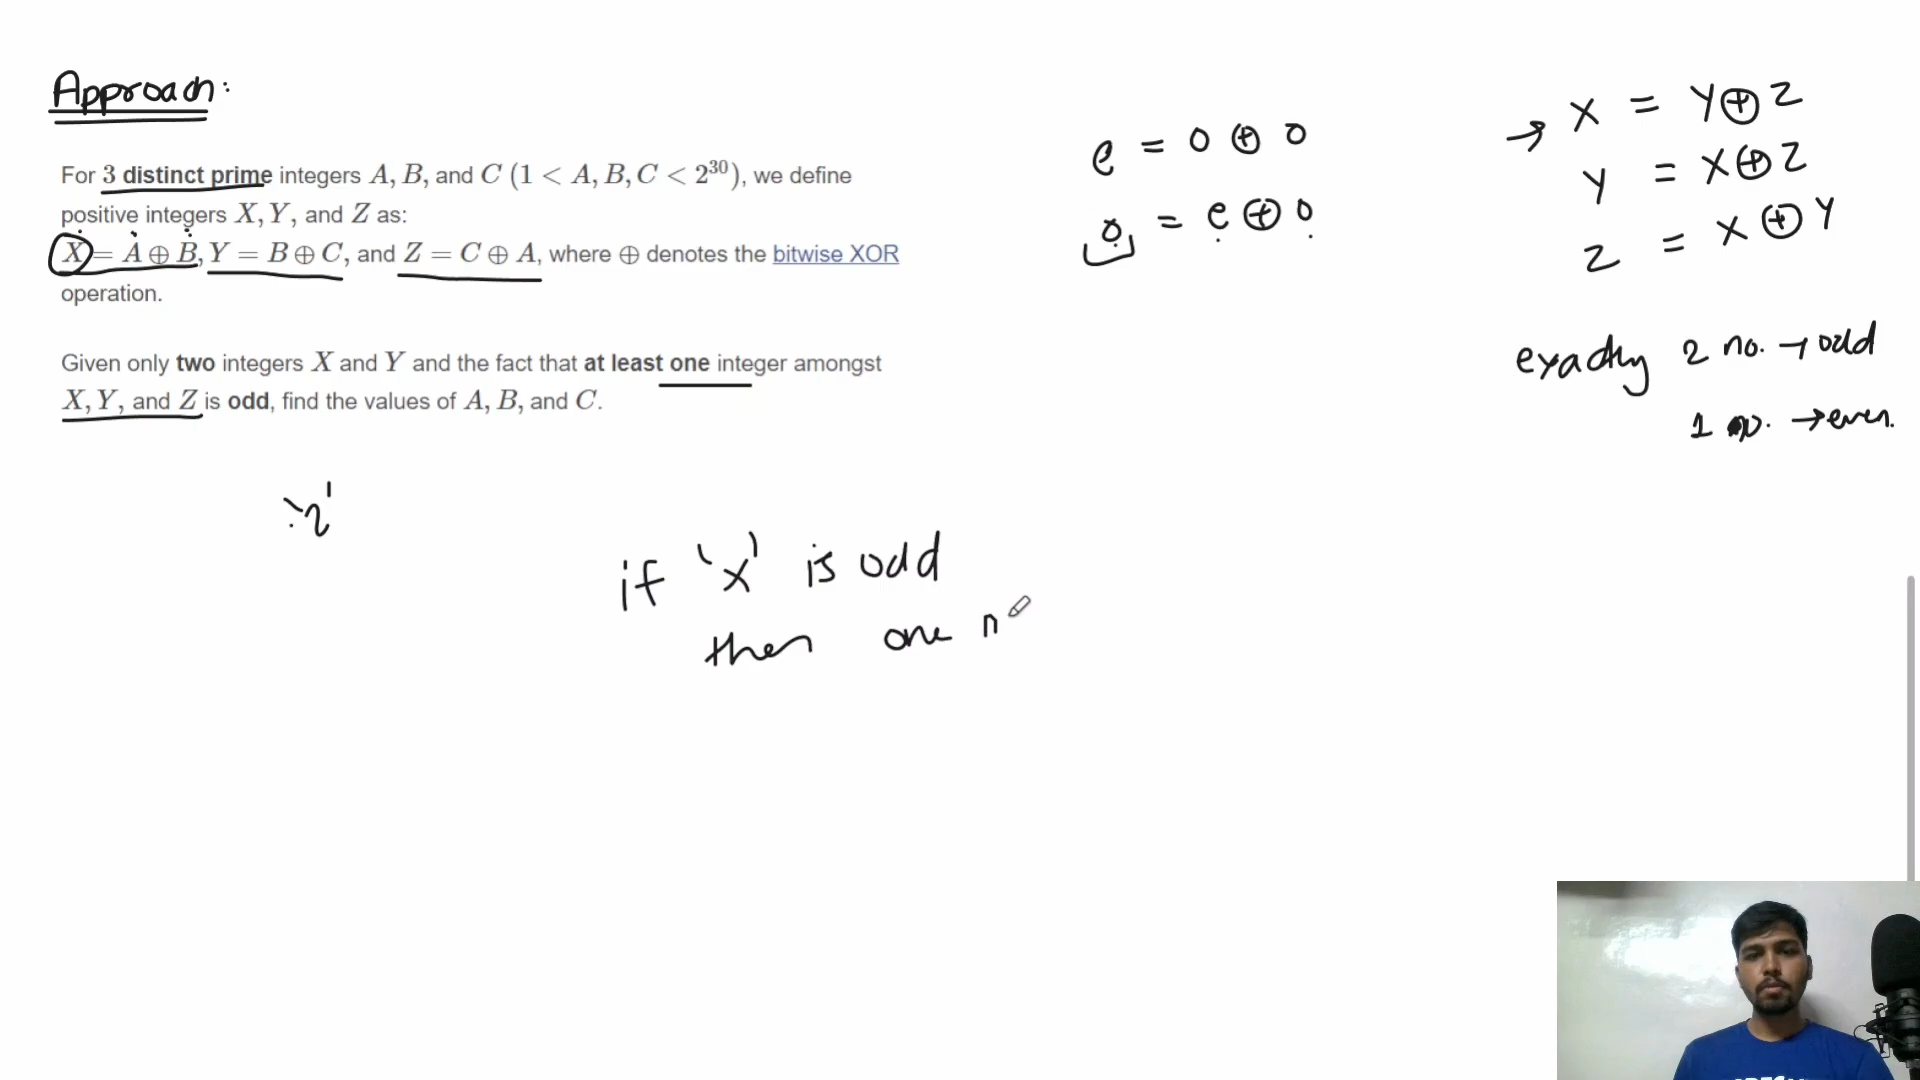 Approach:
For 3 distinct prime integers A, B, and C (1 < A, B, C < 2^30), we define
positive integers X, Y, and Z as:
X = A ⊕ B, Y = B ⊕ C, and Z = C ⊕ A, where ⊕ denotes the bitwise XOR
operation.
Given only two integers X and Y and the fact that at least one integer amongst
X, Y, and Z is odd, find the values of A, B, and C.
e = o ⊕ o
o = e ⊕ o
→ X = Y ⊕ Z
Y = X ⊕ Z
Z = X ⊕ Y
exactly 2 no. → odd
1 no. → even.
'2'
if 'x' is odd
then one n